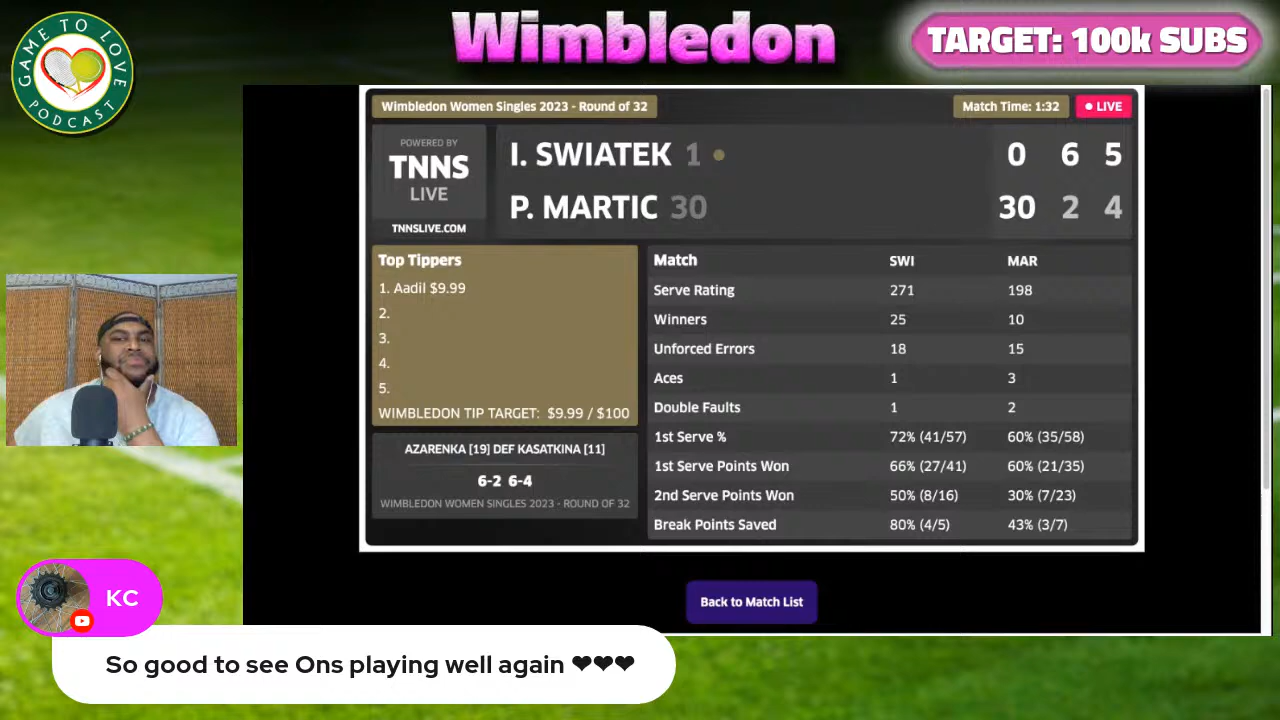 GAME TO LOVE
PODCAST
Wimbledon
TARGET: 100k SUBS
Wimbledon Women Singles 2023 - Round of 32
Match Time: 1:32
LIVE
POWERED BY
TNNS
LIVE
TNNSLIVE.COM
I. SWIATEK 1 0 6 5
P. MARTIC 30 30 2 4
Top Tippers
1. Aadil $9.99
2.
3.
4.
5.
WIMBLEDON TIP TARGET: $9.99 / $100
AZARENKA [19] DEF KASATKINA [11]
6-2 6-4
WIMBLEDON WOMEN SINGLES 2023 - ROUND OF 32
Match SWI MAR
Serve Rating 271 198
Winners 25 10
Unforced Errors 18 15
Aces 1 3
Double Faults 1 2
1st Serve % 72% (41/57) 60% (35/58)
1st Serve Points Won 66% (27/41) 60% (21/35)
2nd Serve Points Won 50% (8/16) 30% (7/23)
Break Points Saved 80% (4/5) 43% (3/7)
Back to Match List
KC
So good to see Ons playing well again ❤❤❤